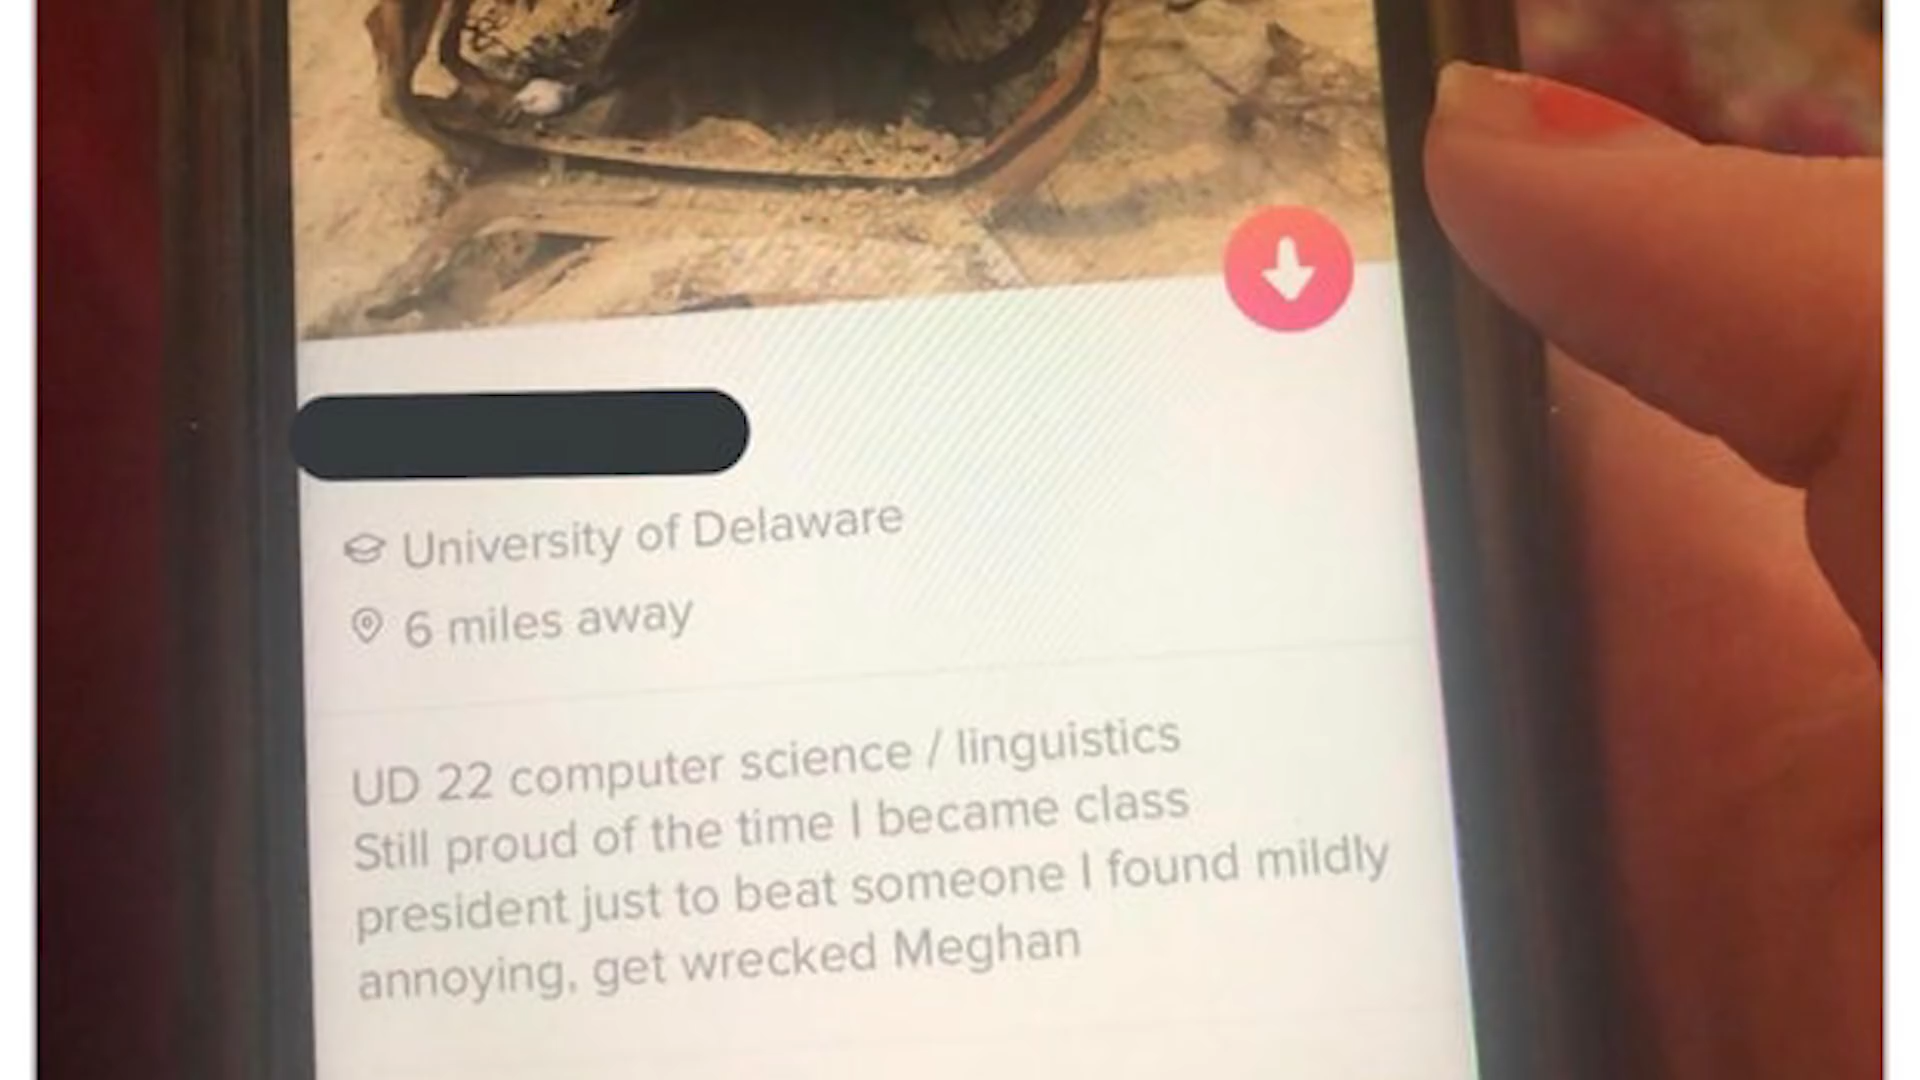 University of Delaware
6 miles away
UD 22 computer science / linguistics
Still proud of the time I became class
president just to beat someone I found mildly
annoying, get wrecked Meghan